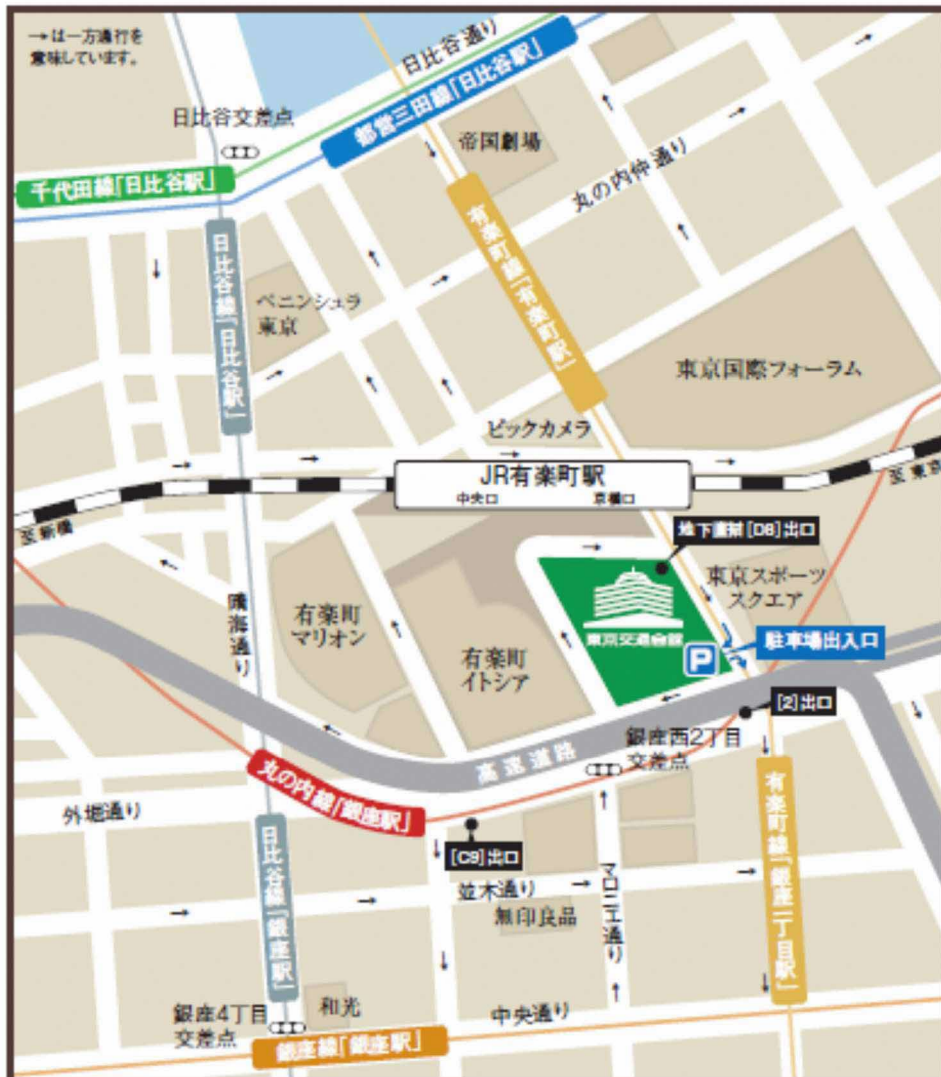 →は一方通行を
意味しています。
日比谷通り
都営三田線「日比谷駅」
日比谷交差点
帝国劇場
千代田線「日比谷駅」
丸の内仲通り
有楽町線「有楽町駅」
日比谷線「日比谷駅」
ペニンシュラ
東京
東京国際フォーラム
ビックカメラ
JR有楽町駅
中央口
京橋口
至東京
至新橋
地下直結[D8]出口
東京スポーツ
スクエア
東京交通会館
晴海通り
有楽町
マリオン
有楽町
イトシア
P
駐車場出入口
[2]出口
銀座西2丁目
交差点
高速道路
丸の内線「銀座駅」
外堀通り
有楽町線「銀座一丁目駅」
日比谷線「銀座駅」
[C9]出口
並木通り
マロニエ通り
無印良品
銀座4丁目
交差点
和光
中央通り
銀座線「銀座駅」